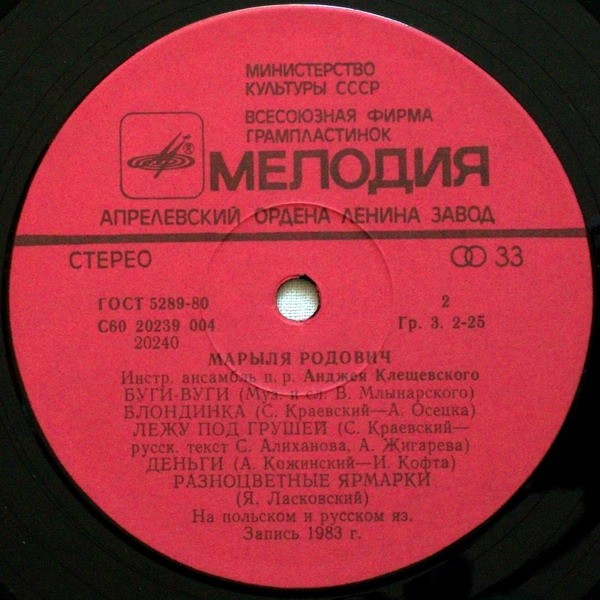 МИНИСТЕРСТВО
КУЛЬТУРЫ СССР
ВСЕСОЮЗНАЯ ФИРМА
ГРАМПЛАСТИНОК
®
МЕЛОДИЯ
АПРЕЛЕВСКИЙ ОРДЕНА ЛЕНИНА ЗАВОД
СТЕРЕО 33
ГОСТ 5289-80 2
С60 20239 004 Гр. 3. 2-25
20240
МАРЫЛЯ РОДОВИЧ
Инстр. ансамбль п. р. Анджея Клещевского
БУГИ-ВУГИ (Муз. и сл. В. Млынарского)
БЛОНДИНКА (С. Краевский—А. Осецка)
ЛЕЖУ ПОД ГРУШЕЙ (С. Краевский—
русск. текст С. Алиханова, А. Жигарева)
ДЕНЬГИ (А. Кожинский—И. Кофта)
РАЗНОЦВЕТНЫЕ ЯРМАРКИ
(Я. Ласковский)
На польском и русском яз.
Запись 1983 г.